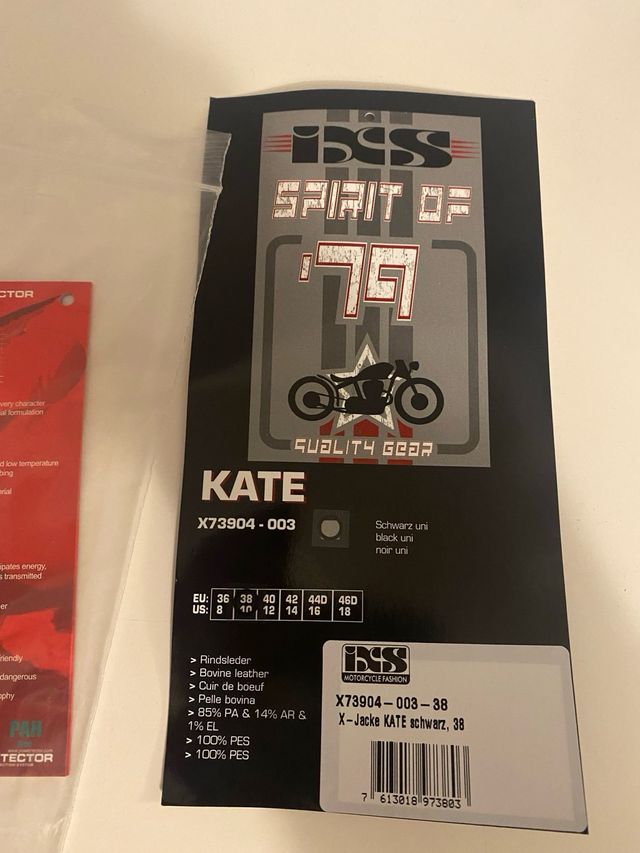 CTOR
very character
al formulation
d low temperature
bing
rial
ipates energy,
s transmitted
er
riendly
dangerous
ophy
PAH
TECTOR
iXS
SPIRIT OF
'79
QUALITY GEAR
KATE
X73904 - 003
Schwarz uni
black uni
noir uni
EU: 36 38 40 42 44D 46D
US: 8 10 12 14 16 18
> Rindsleder
> Bovine leather
> Cuir de boeuf
> Pelle bovina
> 85% PA & 14% AR &
1% EL
> 100% PES
> 100% PES
iXS
MOTORCYCLE FASHION
X73904-003-38
X-Jacke KATE schwarz, 38
7 613018 973803